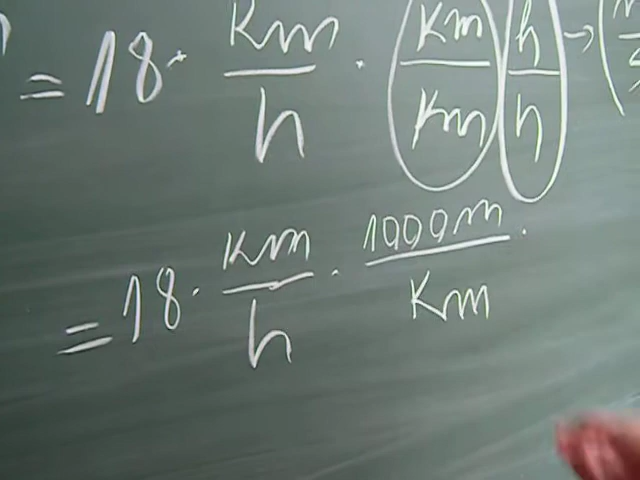 = 18 · km/h · (km/km)(h/h) → (
= 18 · km/h · 1000m/km ·